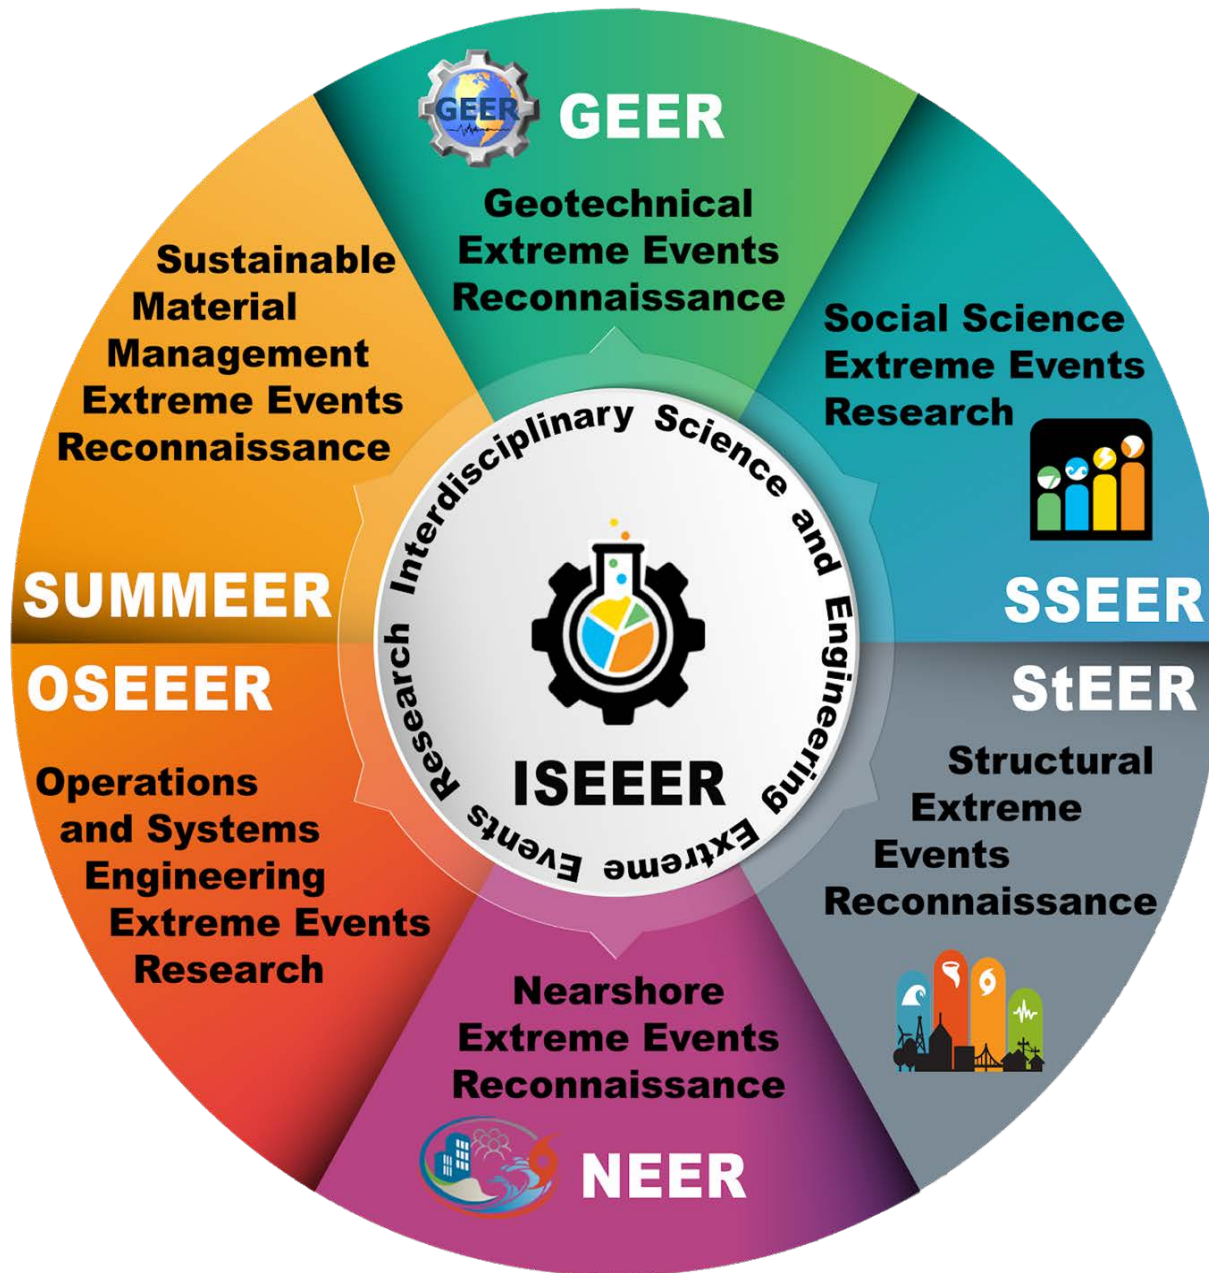 GEER
GEER
Geotechnical
Extreme Events
Reconnaissance
Social Science
Extreme Events
Research
SSEER
StEER
Structural
Extreme
Events
Reconnaissance
Nearshore
Extreme Events
Reconnaissance
NEER
OSEEER
Operations
and Systems
Engineering
Extreme Events
Research
Sustainable
Material
Management
Extreme Events
Reconnaissance
SUMMEER
Interdisciplinary Science and Engineering Extreme Events Research
ISEEER